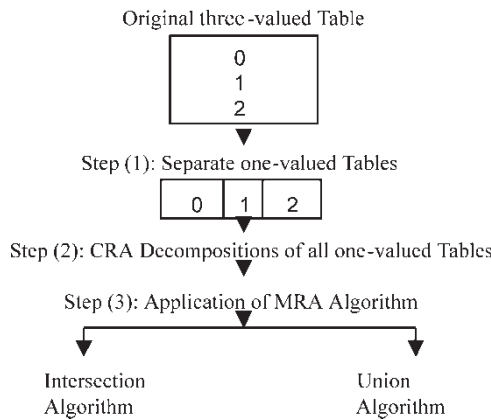 Original three-valued Table
0
1
2
Step (1): Separate one-valued Tables
0 1 2
Step (2): CRA Decompositions of all one-valued Tables
Step (3): Application of MRA Algorithm
Intersection Algorithm
Union Algorithm